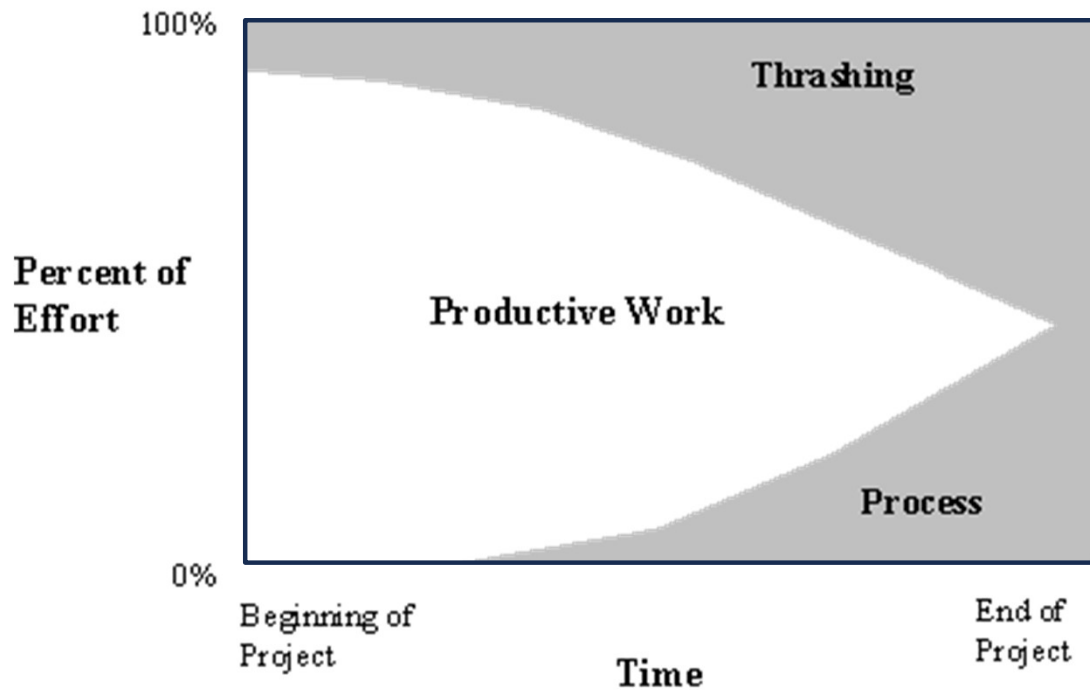 100%
Thrashing
Percent of
Effort
Productive Work
Process
0%
Beginning of
Project
End of
Project
Time